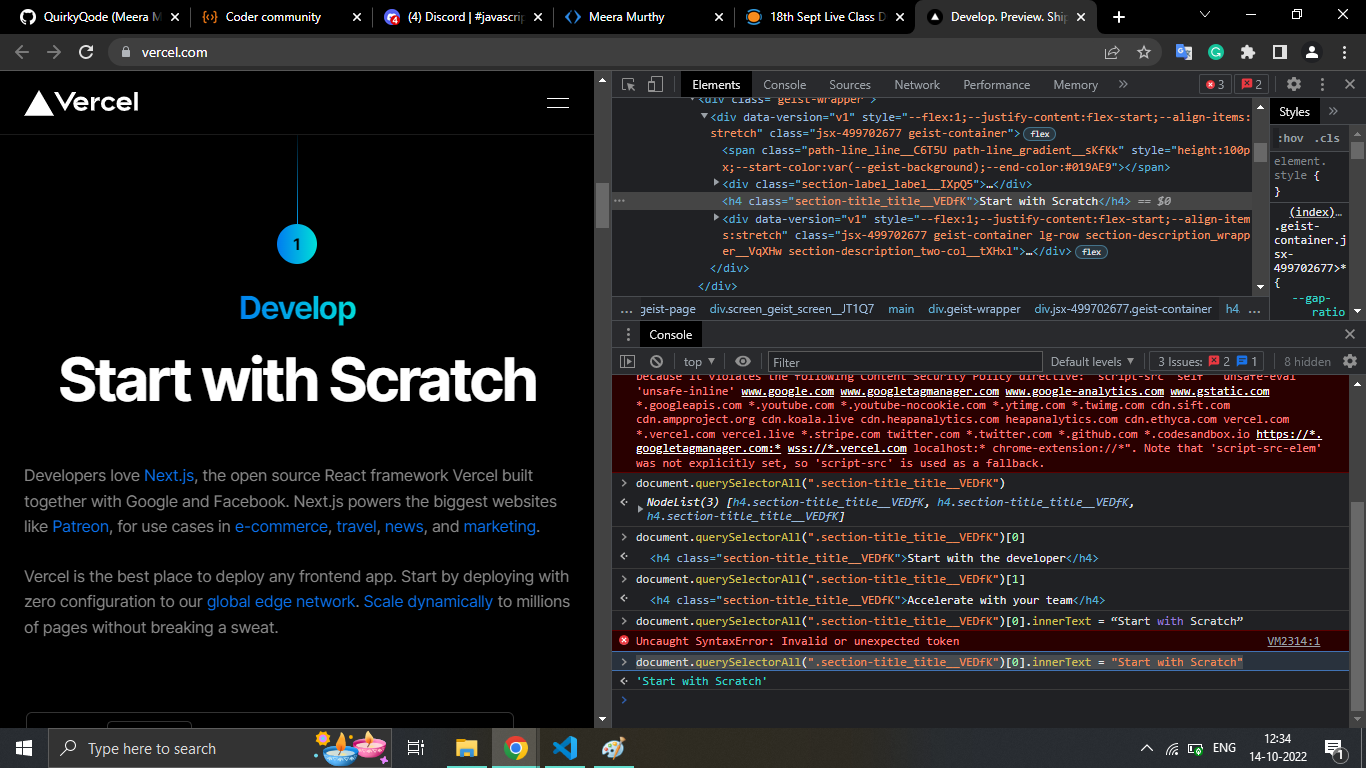 QuirkyQode (Meera M
Coder community
(4) Discord | #javascrip
Meera Murthy
18th Sept Live Class D
Develop. Preview. Ship
vercel.com
Vercel
1
Develop
Start with Scratch
Developers love Next.js, the open source React framework Vercel built
together with Google and Facebook. Next.js powers the biggest websites
like Patreon, for use cases in e-commerce, travel, news, and marketing.
Vercel is the best place to deploy any frontend app. Start by deploying with
zero configuration to our global edge network. Scale dynamically to millions
of pages without breaking a sweat.
Elements Console Sources Network Performance Memory » 3 2
<div class="geist-wrapper">
<div data-version="v1" style="--flex:1;--justify-content:flex-start;--align-items:
stretch" class="jsx-499702677 geist-container"> flex
<span class="path-line_line__C6T5U path-line_gradient__sKfKk" style="height:100p
x;--start-color:var(--geist-background);--end-color:#019AE9"></span>
<div class="section-label_label__IXpQ5">…</div>
<h4 class="section-title_title__VEDfK">Start with Scratch</h4> == $0
<div data-version="v1" style="--flex:1;--justify-content:flex-start;--align-item
s:stretch" class="jsx-499702677 geist-container lg-row section-description_wrapp
er__VqXHw section-description_two-col__tXHxl">…</div> flex
</div>
</div>
... geist-page div.screen_geist_screen__JT1Q7 main div.geist-wrapper div.jsx-499702677.geist-container h4. ...
Styles »
:hov .cls
element.
style {
}
(index)…
.geist-
container.j
sx-
499702677>*
{
--gap-
ratio
Console
top Filter Default levels 3 Issues: 2 1 8 hidden
because it violates the following Content Security Policy directive: "script-src 'self' 'unsafe-eval'
'unsafe-inline' www.google.com www.googletagmanager.com www.google-analytics.com www.gstatic.com
*.googleapis.com *.youtube.com *.youtube-nocookie.com *.ytimg.com *.twimg.com cdn.sift.com
cdn.ampproject.org cdn.koala.live cdn.heapanalytics.com heapanalytics.com cdn.ethyca.com vercel.com
*.vercel.com vercel.live *.stripe.com twitter.com *.twitter.com *.github.com *.codesandbox.io https://*.
googletagmanager.com:* wss://*.vercel.com localhost:* chrome-extension://*". Note that 'script-src-elem'
was not explicitly set, so 'script-src' is used as a fallback.
document.querySelectorAll(".section-title_title__VEDfK")
NodeList(3) [h4.section-title_title__VEDfK, h4.section-title_title__VEDfK,
h4.section-title_title__VEDfK]
document.querySelectorAll(".section-title_title__VEDfK")[0]
<h4 class="section-title_title__VEDfK">Start with the developer</h4>
document.querySelectorAll(".section-title_title__VEDfK")[1]
<h4 class="section-title_title__VEDfK">Accelerate with your team</h4>
document.querySelectorAll(".section-title_title__VEDfK")[0].innerText = “Start with Scratch”
Uncaught SyntaxError: Invalid or unexpected token VM2314:1
document.querySelectorAll(".section-title_title__VEDfK")[0].innerText = "Start with Scratch"
'Start with Scratch'
Type here to search
ENG
12:34
14-10-2022
1